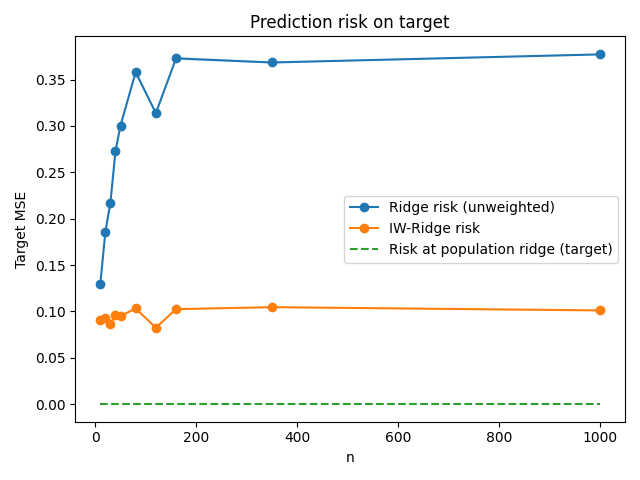 Prediction risk on target
Target MSE
0.35
0.30
0.25
0.20
0.15
0.10
0.05
0.00
Ridge risk (unweighted)
IW-Ridge risk
Risk at population ridge (target)
0 200 400 600 800 1000
n